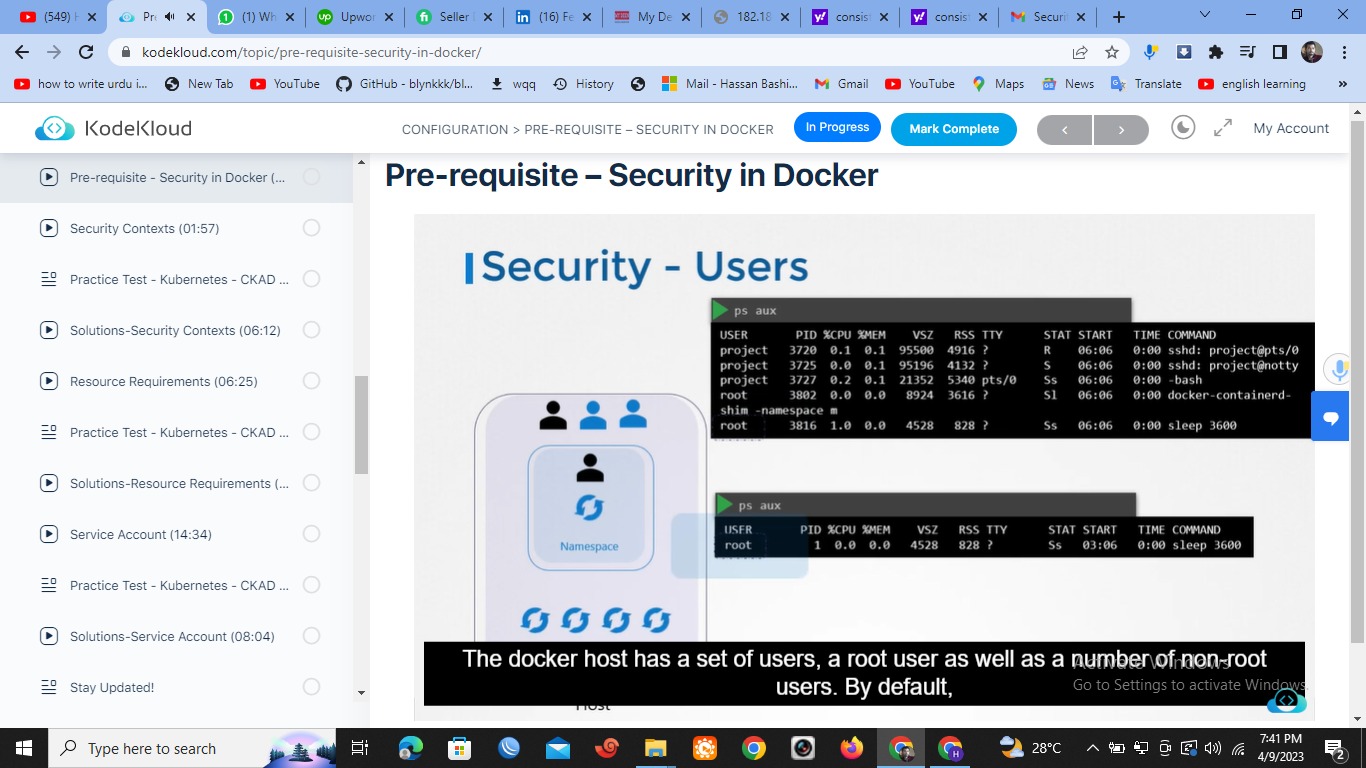 (549) H
Pre
(1) Wh
Upwor
Seller
(16) Fe
My De
182.18
consist
consist
Securit
kodekloud.com/topic/pre-requisite-security-in-docker/
how to write urdu i...
New Tab
YouTube
GitHub - blynkkk/bl...
wqq
History
Mail - Hassan Bashi...
Gmail
YouTube
Maps
News
Translate
english learning
»
KodeKloud
CONFIGURATION > PRE-REQUISITE – SECURITY IN DOCKER
In Progress
Mark Complete
<
>
My Account
Pre-requisite - Security in Docker (...
Security Contexts (01:57)
Practice Test - Kubernetes - CKAD ...
Solutions-Security Contexts (06:12)
Resource Requirements (06:25)
Practice Test - Kubernetes - CKAD ...
Solutions-Resource Requirements (...
Service Account (14:34)
Practice Test - Kubernetes - CKAD ...
Solutions-Service Account (08:04)
Stay Updated!
Pre-requisite – Security in Docker
Security - Users
ps aux
USER PID %CPU %MEM VSZ RSS TTY STAT START TIME COMMAND
project 3720 0.1 0.1 95500 4916 ? R 06:06 0:00 sshd: project@pts/0
project 3725 0.0 0.1 95196 4132 ? S 06:06 0:00 sshd: project@notty
project 3727 0.2 0.1 21352 5340 pts/0 Ss 06:06 0:00 -bash
root 3802 0.0 0.0 8924 3616 ? Sl 06:06 0:00 docker-containerd-
shim -namespace m
root 3816 1.0 0.0 4528 828 ? Ss 06:06 0:00 sleep 3600
ps aux
USER PID %CPU %MEM VSZ RSS TTY STAT START TIME COMMAND
root 1 0.0 0.0 4528 828 ? Ss 03:06 0:00 sleep 3600
Namespace
The docker host has a set of users, a root user as well as a number of non-root
users. By default,
Host
Activate Windows
Go to Settings to activate Windows.
Type here to search
28°C
7:41 PM
4/9/2023
2